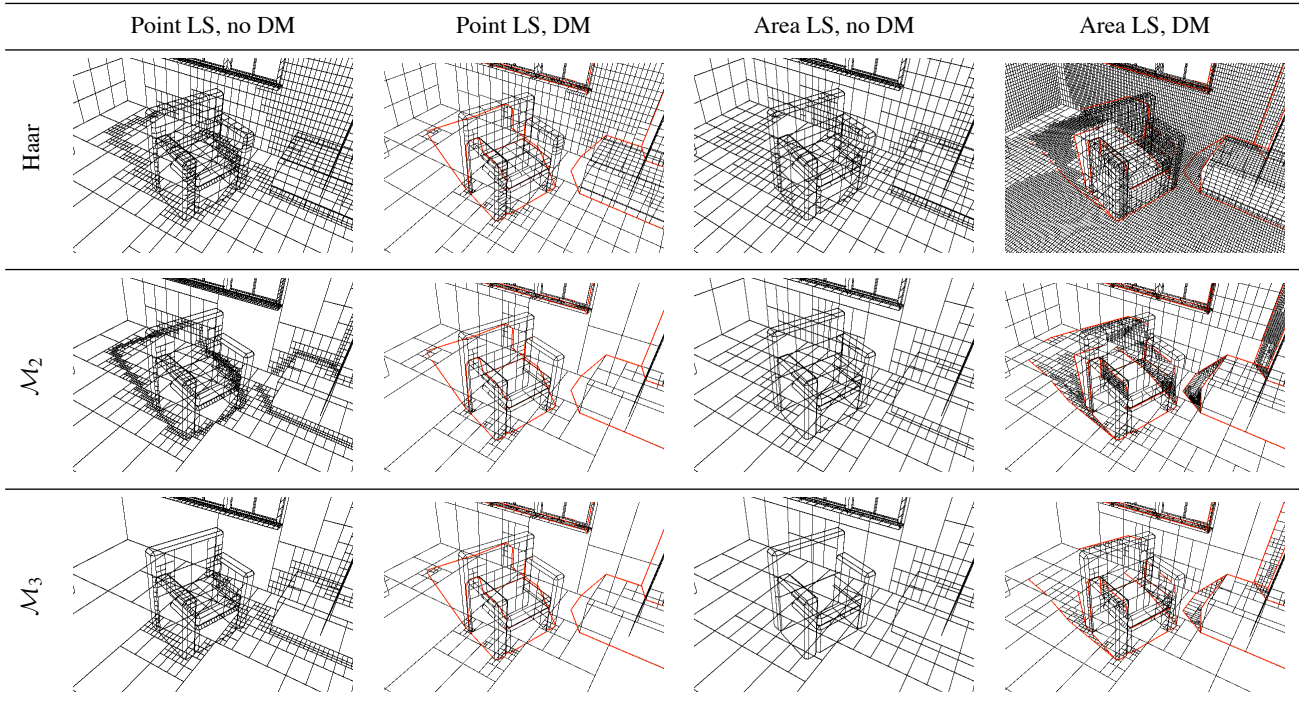 Point LS, no DM Point LS, DM Area LS, no DM Area LS, DM
Haar
ℳ₂
ℳ₃